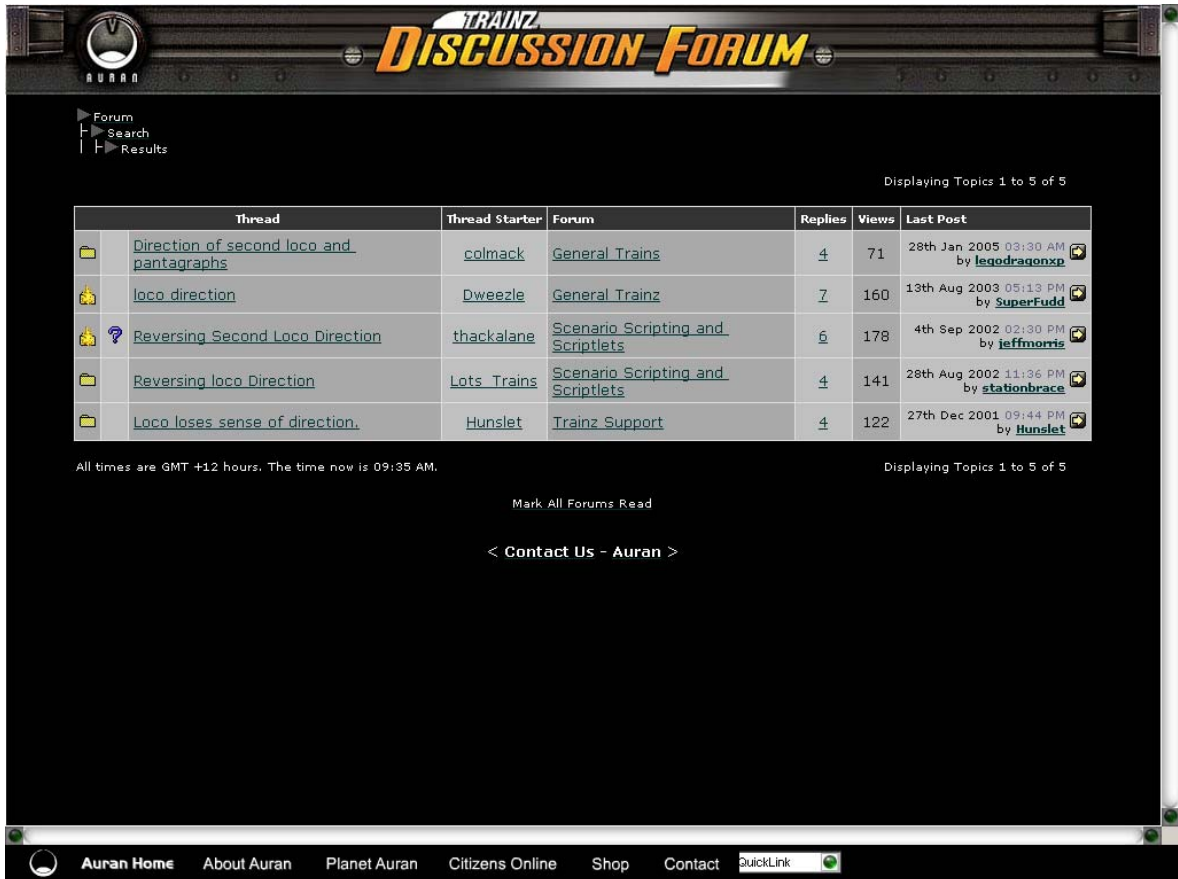 TRAINZ
DISCUSSION FORUM
AURAN
Forum
Search
Results
Displaying Topics 1 to 5 of 5
Thread Thread Starter Forum Replies Views Last Post
Direction of second loco and
pantagraphs
colmack General Trains 4 71
28th Jan 2005 03:30 AM
by legodragonxp
loco direction Dweezle General Trainz 7 160
13th Aug 2003 05:13 PM
by SuperFudd
Reversing Second Loco Direction thackalane
Scenario Scripting and
Scriptlets
6 178
4th Sep 2002 02:30 PM
by jeffmorris
Reversing loco Direction Lots_Trains
Scenario Scripting and
Scriptlets
4 141
28th Aug 2002 11:36 PM
by stationbrace
Loco loses sense of direction. Hunslet Trainz Support 4 122
27th Dec 2001 09:44 PM
by Hunslet
All times are GMT +12 hours. The time now is 09:35 AM.
Displaying Topics 1 to 5 of 5
Mark All Forums Read
< Contact Us - Auran >
Auran Home About Auran Planet Auran Citizens Online Shop Contact QuickLink